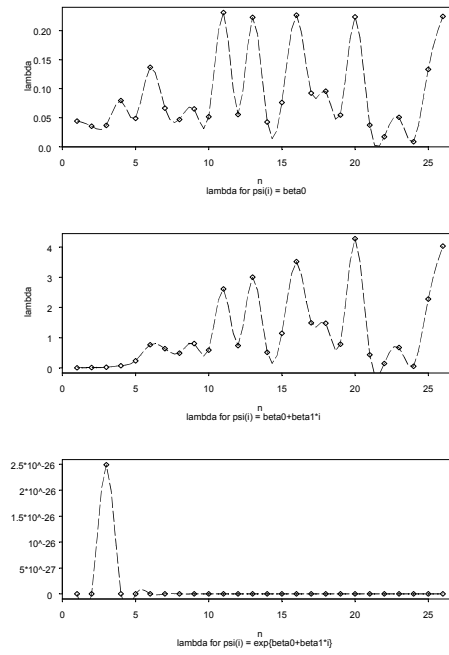 0.20
0.15
0.10
0.05
0.0
lambda
0 5 10 15 20 25
n
lambda for psi(i) = beta0
4
3
2
1
0
lambda
0 5 10 15 20 25
n
lambda for psi(i) = beta0+beta1*i
2.5*10^-26
2*10^-26
1.5*10^-26
10^-26
5*10^-27
0
0 5 10 15 20 25
n
lambda for psi(i) = exp{beta0+beta1*i}